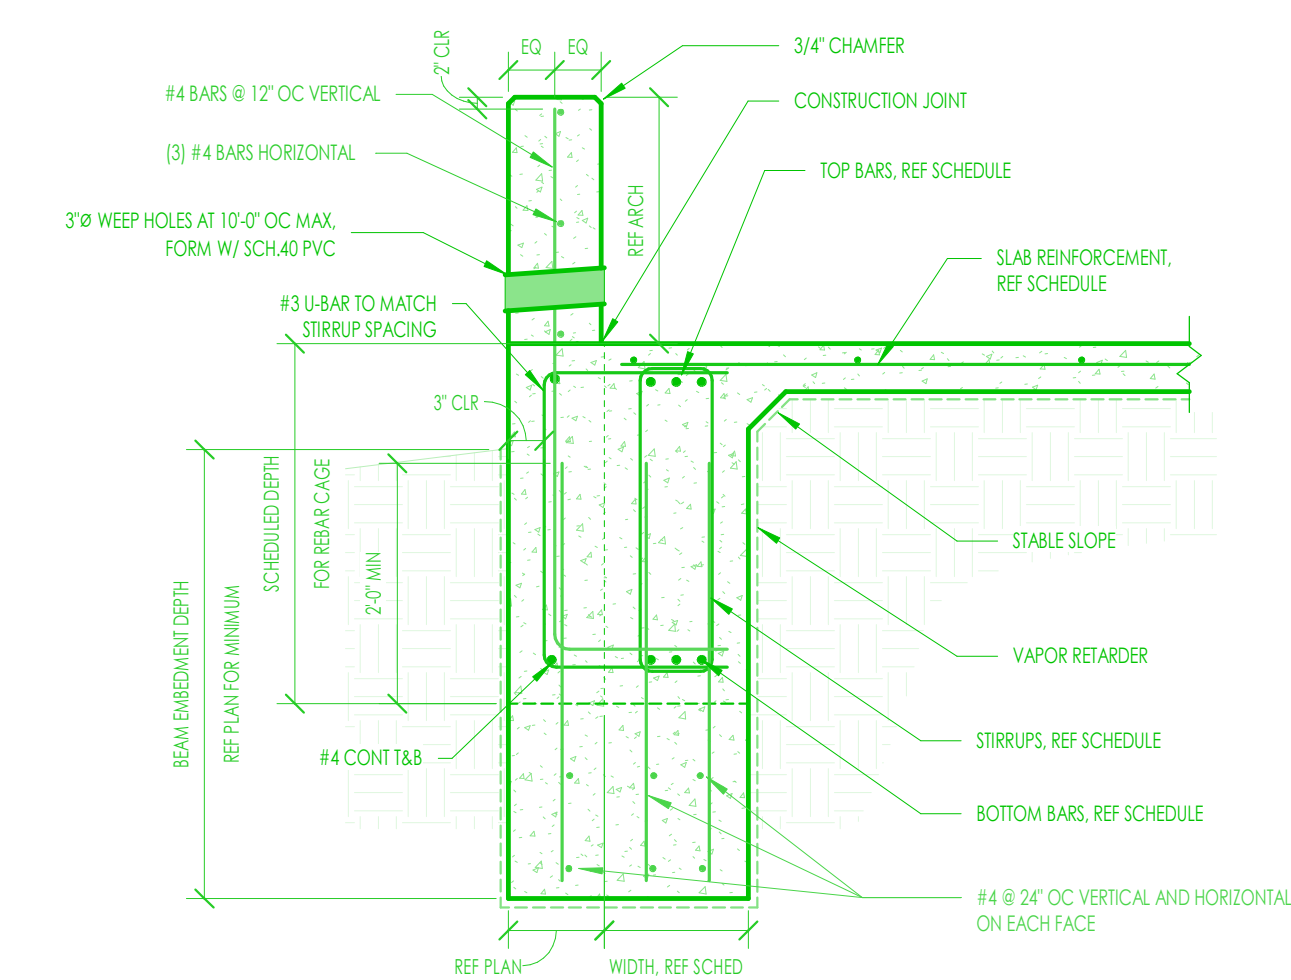 2" CLR
EQ
EQ
3/4" CHAMFER
#4 BARS @ 12" OC VERTICAL
CONSTRUCTION JOINT
(3) #4 BARS HORIZONTAL
TOP BARS, REF SCHEDULE
3"Ø WEEP HOLES AT 10'-0" OC MAX,
FORM W/ SCH.40 PVC
REF ARCH
SLAB REINFORCEMENT,
REF SCHEDULE
#3 U-BAR TO MATCH
STIRRUP SPACING
3" CLR
SCHEDULED DEPTH
FOR REBAR CAGE
2'-0" MIN
STABLE SLOPE
BEAM EMBEDMENT DEPTH
REF PLAN FOR MINIMUM
VAPOR RETARDER
STIRRUPS, REF SCHEDULE
#4 CONT T&B
BOTTOM BARS, REF SCHEDULE
#4 @ 24" OC VERTICAL AND HORIZONTAL
ON EACH FACE
REF PLAN
WIDTH, REF SCHED